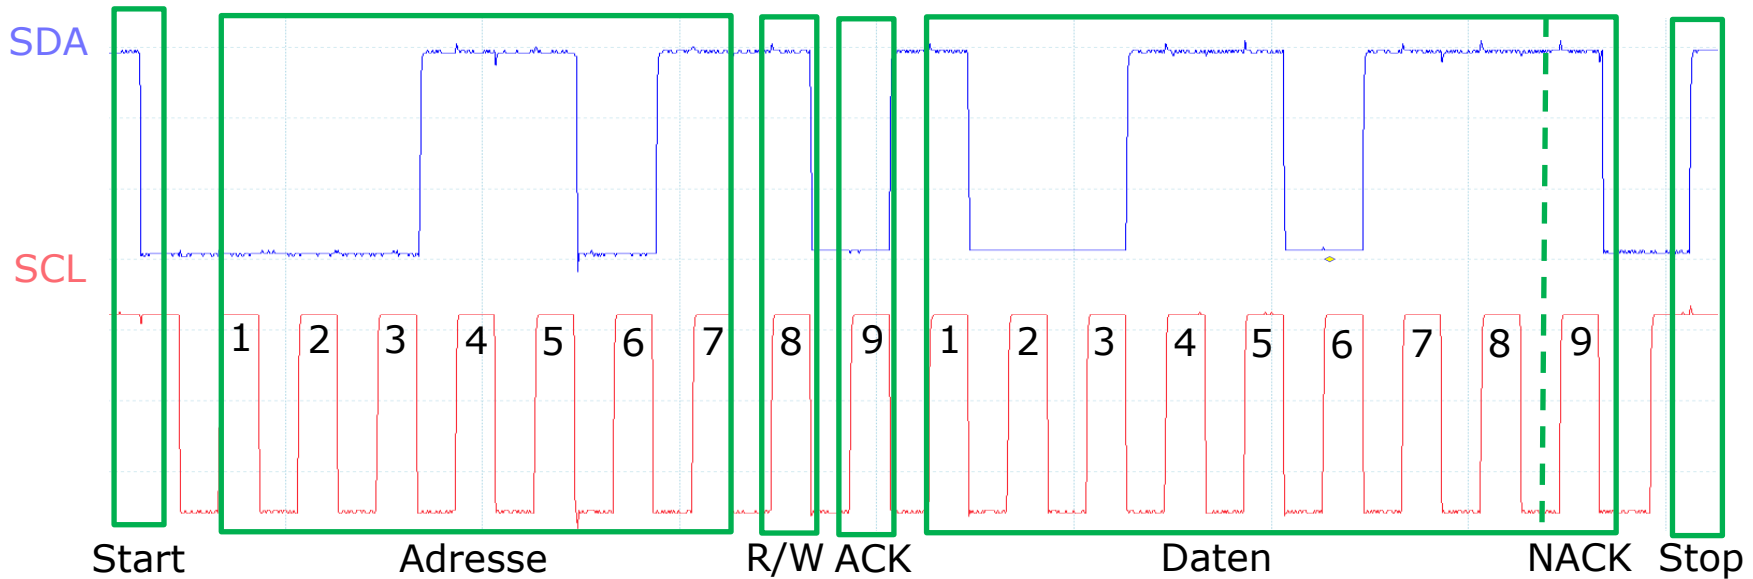 SDA
SCL
1 2 3 4 5 6 7 8 9 1 2 3 4 5 6 7 8 9
Start Adresse R/W ACK Daten NACK Stop